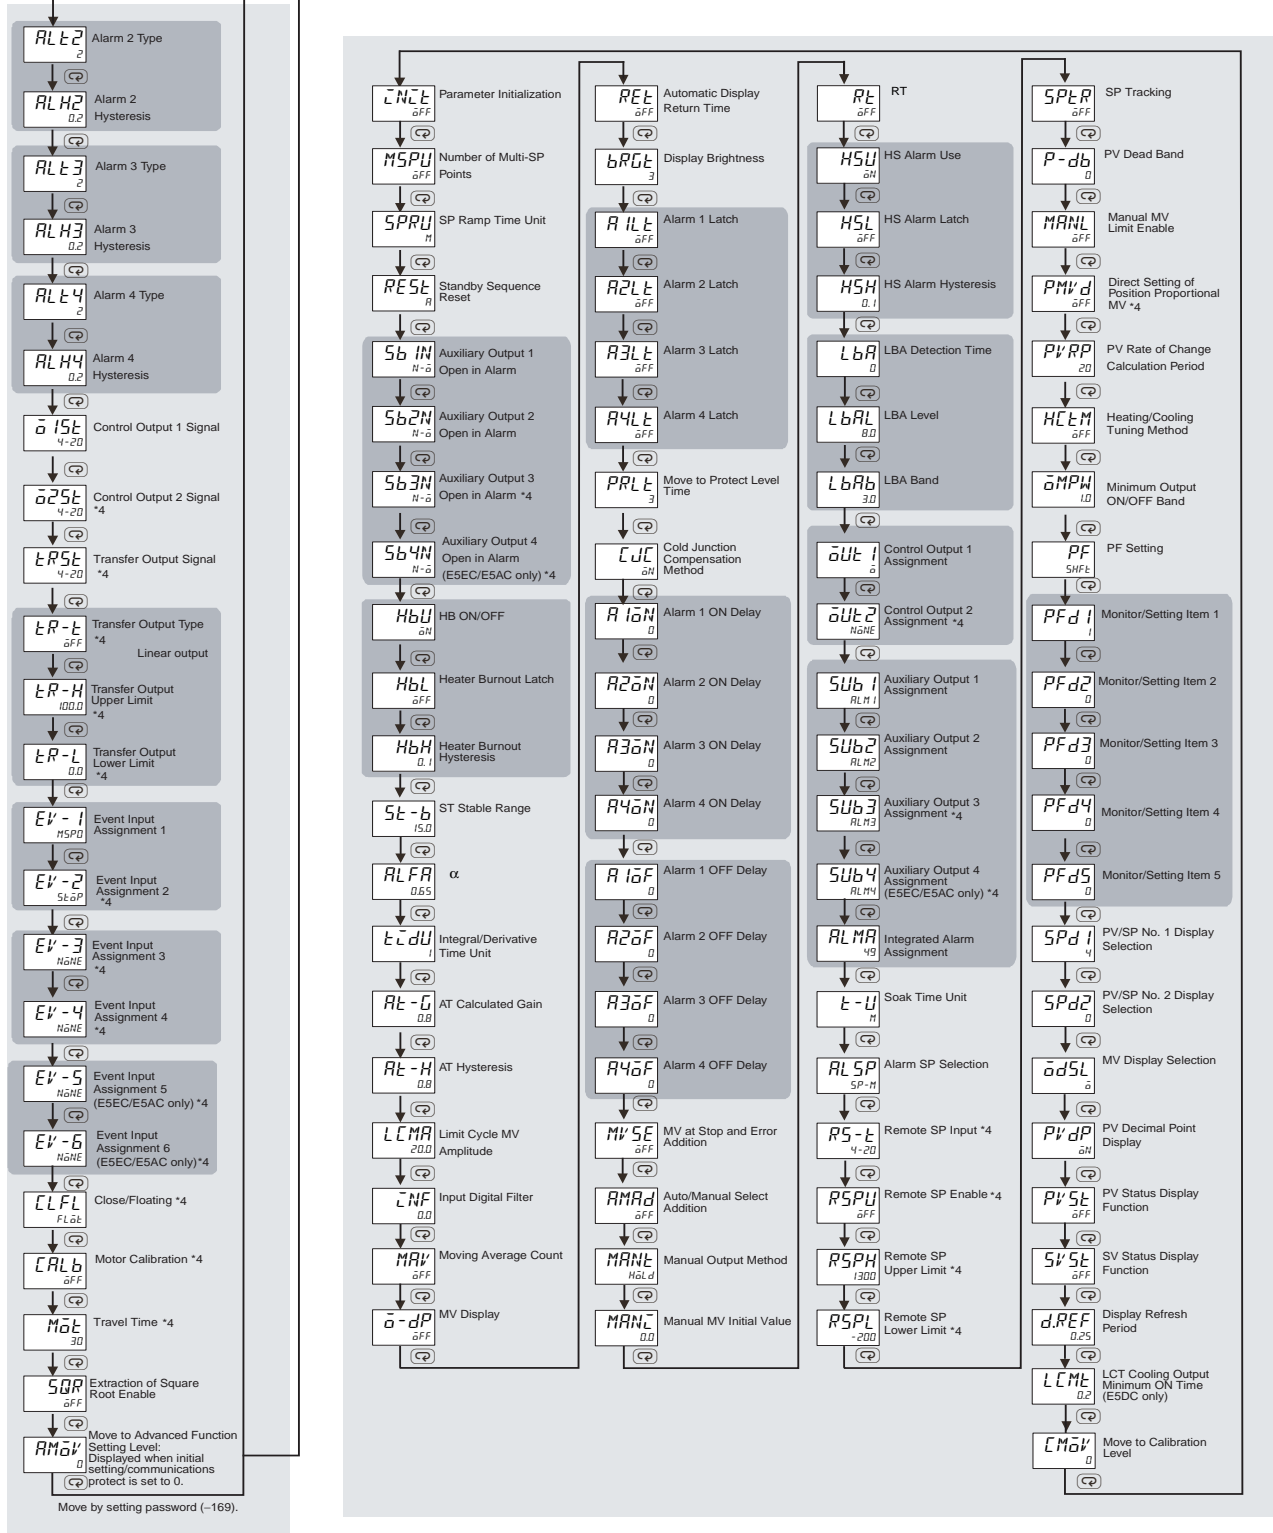 ALt2
2
Alarm 2 Type
ALH2
0.2
Alarm 2
Hysteresis
ALt3
2
Alarm 3 Type
ALH3
0.2
Alarm 3
Hysteresis
ALt4
2
Alarm 4 Type
ALH4
0.2
Alarm 4
Hysteresis
o1St
4-20
Control Output 1 Signal
o2St
4-20
Control Output 2 Signal
*4
tRSt
4-20
Transfer Output Signal
*4
tR-t
oFF
Transfer Output Type
*4
Linear output
tR-H
100.0
Transfer Output
Upper Limit
*4
tR-L
0.0
Transfer Output
Lower Limit
*4
EV-1
MSP0
Event Input
Assignment 1
EV-2
StoP
Event Input
Assignment 2
*4
EV-3
NoNE
Event Input
Assignment 3
*4
EV-4
NoNE
Event Input
Assignment 4
*4
EV-5
NoNE
Event Input
Assignment 5
(E5EC/E5AC only) *4
EV-6
NoNE
Event Input
Assignment 6
(E5EC/E5AC only)*4
CLFL
FLot
Close/Floating *4
CALb
oFF
Motor Calibration *4
Mot
30
Travel Time *4
SQR
oFF
Extraction of Square
Root Enable
AMoV
0
Move to Advanced Function
Setting Level:
Displayed when initial
setting/communications
protect is set to 0.
Move by setting password (−169).
iNit
oFF
Parameter Initialization
MSPU
oFF
Number of Multi-SP
Points
SPRU
M
SP Ramp Time Unit
RESt
A
Standby Sequence
Reset
Sb1N
N-o
Auxiliary Output 1
Open in Alarm
Sb2N
N-o
Auxiliary Output 2
Open in Alarm
Sb3N
N-o
Auxiliary Output 3
Open in Alarm *4
Sb4N
N-o
Auxiliary Output 4
Open in Alarm
(E5EC/E5AC only) *4
HbU
oN
HB ON/OFF
HbL
oFF
Heater Burnout Latch
HbH
0.1
Heater Burnout
Hysteresis
St-b
15.0
ST Stable Range
ALFA
0.65
α
tidU
1
Integral/Derivative
Time Unit
At-G
0.8
AT Calculated Gain
At-H
0.8
AT Hysteresis
LCMA
20.0
Limit Cycle MV
Amplitude
iNF
0.0
Input Digital Filter
MAV
oFF
Moving Average Count
o-dP
oFF
MV Display
REt
oFF
Automatic Display
Return Time
bRGt
3
Display Brightness
A1Lt
oFF
Alarm 1 Latch
A2Lt
oFF
Alarm 2 Latch
A3Lt
oFF
Alarm 3 Latch
A4Lt
oFF
Alarm 4 Latch
PRLt
3
Move to Protect Level
Time
CJC
oN
Cold Junction
Compensation
Method
A1oN
0
Alarm 1 ON Delay
A2oN
0
Alarm 2 ON Delay
A3oN
0
Alarm 3 ON Delay
A4oN
0
Alarm 4 ON Delay
A1oF
0
Alarm 1 OFF Delay
A2oF
0
Alarm 2 OFF Delay
A3oF
0
Alarm 3 OFF Delay
A4oF
0
Alarm 4 OFF Delay
MVSE
oFF
MV at Stop and Error
Addition
AMAd
oFF
Auto/Manual Select
Addition
MANt
HoLd
Manual Output Method
MANi
0.0
Manual MV Initial Value
Rt
oFF
RT
HSU
oN
HS Alarm Use
HSL
oFF
HS Alarm Latch
HSH
0.1
HS Alarm Hysteresis
LbA
0
LBA Detection Time
LbAL
8.0
LBA Level
LbAb
3.0
LBA Band
oUt1
o
Control Output 1
Assignment
oUt2
NoNE
Control Output 2
Assignment *4
SUb1
ALM1
Auxiliary Output 1
Assignment
SUb2
ALM2
Auxiliary Output 2
Assignment
SUb3
ALM3
Auxiliary Output 3
Assignment *4
SUb4
ALM4
Auxiliary Output 4
Assignment
(E5EC/E5AC only) *4
ALMA
49
Integrated Alarm
Assignment
t-U
M
Soak Time Unit
ALSP
SP-M
Alarm SP Selection
RS-t
4-20
Remote SP Input *4
RSPU
oFF
Remote SP Enable *4
RSPH
1300
Remote SP
Upper Limit *4
RSPL
-200
Remote SP
Lower Limit *4
SPtR
oFF
SP Tracking
P-db
0
PV Dead Band
MANL
oFF
Manual MV
Limit Enable
PMVd
oFF
Direct Setting of
Position Proportional
MV *4
PVRP
20
PV Rate of Change
Calculation Period
HCtM
oFF
Heating/Cooling
Tuning Method
oMPW
1.0
Minimum Output
ON/OFF Band
PF
SHFt
PF Setting
PFd1
1
Monitor/Setting Item 1
PFd2
0
Monitor/Setting Item 2
PFd3
0
Monitor/Setting Item 3
PFd4
0
Monitor/Setting Item 4
PFd5
0
Monitor/Setting Item 5
SPd1
4
PV/SP No. 1 Display
Selection
SPd2
0
PV/SP No. 2 Display
Selection
odSL
o
MV Display Selection
PVdP
oN
PV Decimal Point
Display
PVSt
oFF
PV Status Display
Function
SVSt
oFF
SV Status Display
Function
d.REF
0.25
Display Refresh
Period
LCMt
0.2
LCT Cooling Output
Minimum ON Time
(E5DC only)
CMoV
0
Move to Calibration
Level